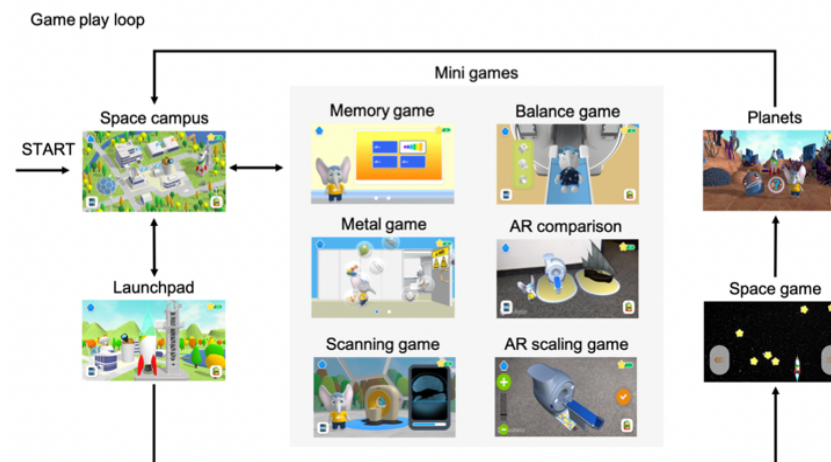 Game play loop
Mini games
Space campus
Memory game
Balance game
Planets
START
Metal game
AR comparison
Launchpad
Space game
Scanning game
AR scaling game